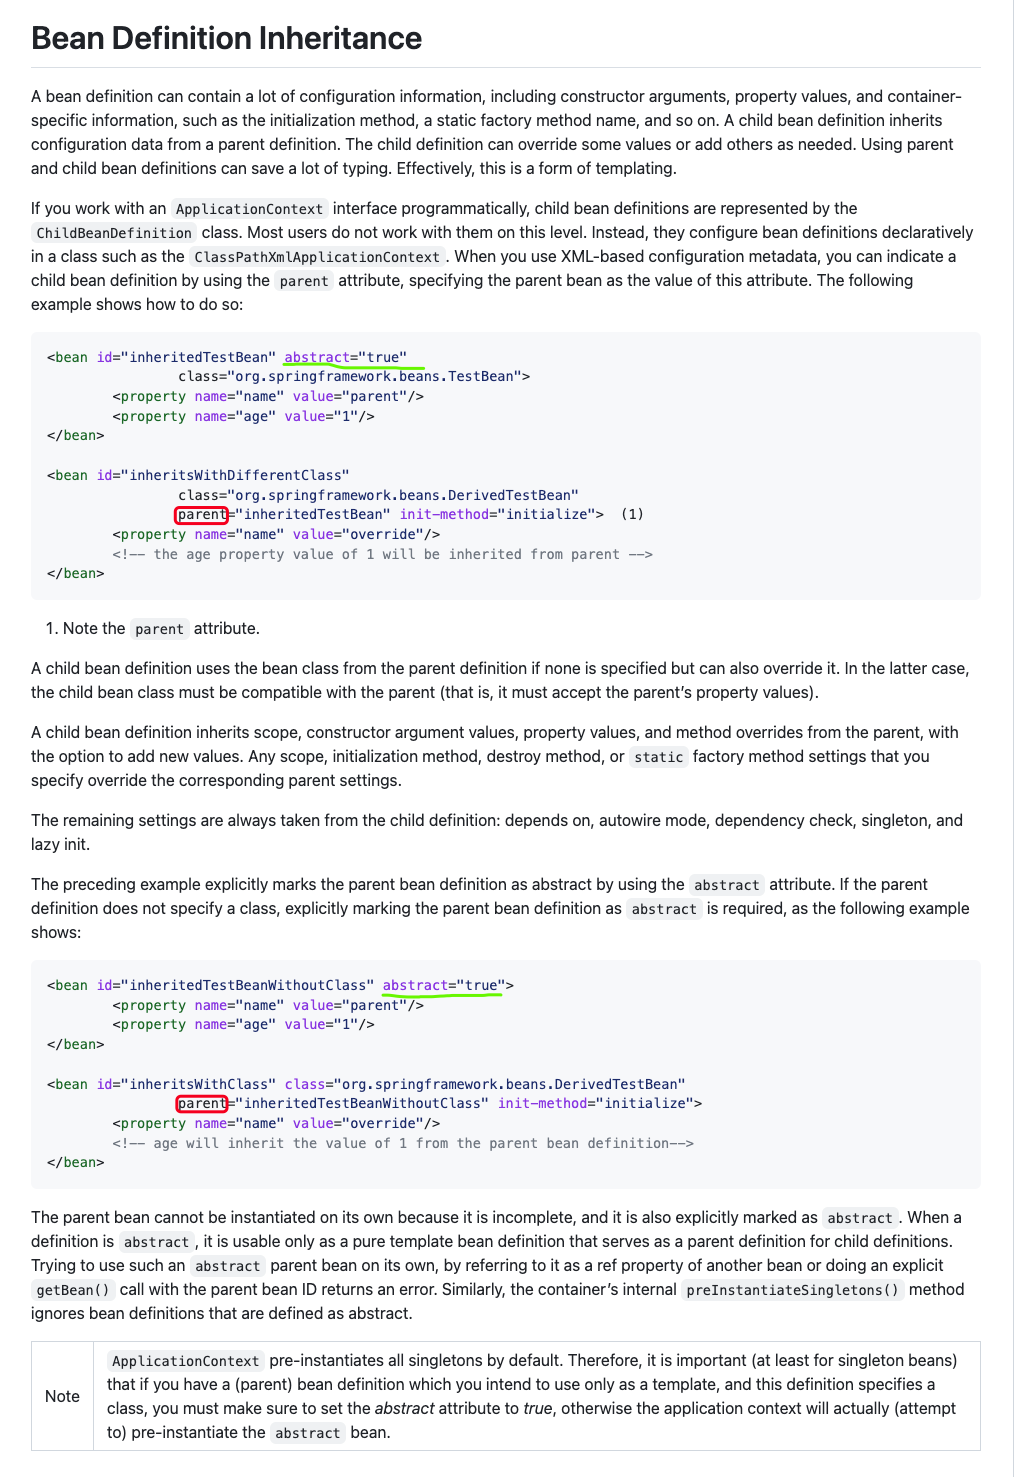 Bean Definition Inheritance
A bean definition can contain a lot of configuration information, including constructor arguments, property values, and container-
specific information, such as the initialization method, a static factory method name, and so on. A child bean definition inherits
configuration data from a parent definition. The child definition can override some values or add others as needed. Using parent
and child bean definitions can save a lot of typing. Effectively, this is a form of templating.
If you work with an ApplicationContext interface programmatically, child bean definitions are represented by the
ChildBeanDefinition class. Most users do not work with them on this level. Instead, they configure bean definitions declaratively
in a class such as the ClassPathXmlApplicationContext . When you use XML-based configuration metadata, you can indicate a
child bean definition by using the parent attribute, specifying the parent bean as the value of this attribute. The following
example shows how to do so:
<bean id="inheritedTestBean" abstract="true"
class="org.springframework.beans.TestBean">
<property name="name" value="parent"/>
<property name="age" value="1"/>
</bean>
<bean id="inheritsWithDifferentClass"
class="org.springframework.beans.DerivedTestBean"
parent="inheritedTestBean" init-method="initialize">  (1)
<property name="name" value="override"/>
<!-- the age property value of 1 will be inherited from parent -->
</bean>
1. Note the parent attribute.
A child bean definition uses the bean class from the parent definition if none is specified but can also override it. In the latter case,
the child bean class must be compatible with the parent (that is, it must accept the parent’s property values).
A child bean definition inherits scope, constructor argument values, property values, and method overrides from the parent, with
the option to add new values. Any scope, initialization method, destroy method, or static factory method settings that you
specify override the corresponding parent settings.
The remaining settings are always taken from the child definition: depends on, autowire mode, dependency check, singleton, and
lazy init.
The preceding example explicitly marks the parent bean definition as abstract by using the abstract attribute. If the parent
definition does not specify a class, explicitly marking the parent bean definition as abstract is required, as the following example
shows:
<bean id="inheritedTestBeanWithoutClass" abstract="true">
<property name="name" value="parent"/>
<property name="age" value="1"/>
</bean>
<bean id="inheritsWithClass" class="org.springframework.beans.DerivedTestBean"
parent="inheritedTestBeanWithoutClass" init-method="initialize">
<property name="name" value="override"/>
<!-- age will inherit the value of 1 from the parent bean definition-->
</bean>
The parent bean cannot be instantiated on its own because it is incomplete, and it is also explicitly marked as abstract . When a
definition is abstract , it is usable only as a pure template bean definition that serves as a parent definition for child definitions.
Trying to use such an abstract parent bean on its own, by referring to it as a ref property of another bean or doing an explicit
getBean() call with the parent bean ID returns an error. Similarly, the container’s internal preInstantiateSingletons() method
ignores bean definitions that are defined as abstract.
ApplicationContext pre-instantiates all singletons by default. Therefore, it is important (at least for singleton beans)
that if you have a (parent) bean definition which you intend to use only as a template, and this definition specifies a
Note
class, you must make sure to set the abstract attribute to true, otherwise the application context will actually (attempt
to) pre-instantiate the abstract bean.